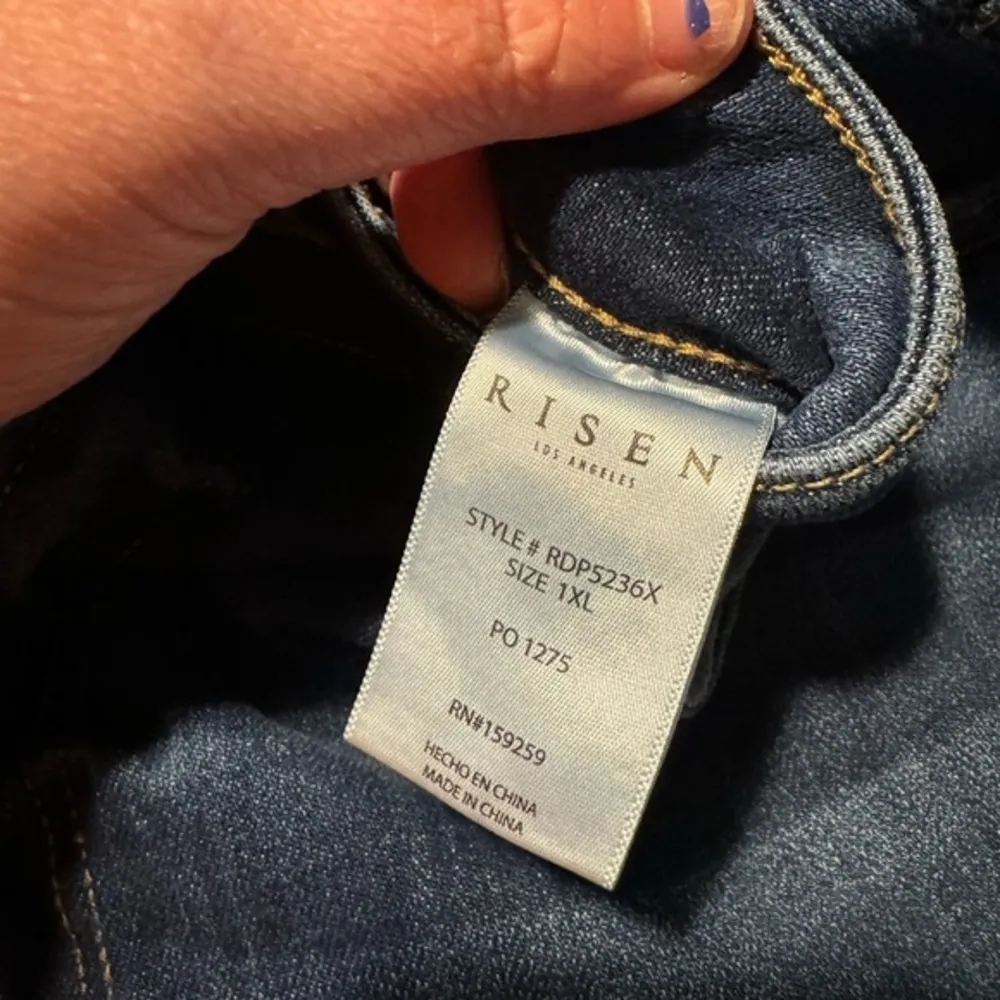 RISEN
LOS ANGELES
STYLE # RDP5236X
SIZE 1XL
PO 1275
RN#159259
HECHO EN CHINA
MADE IN CHINA